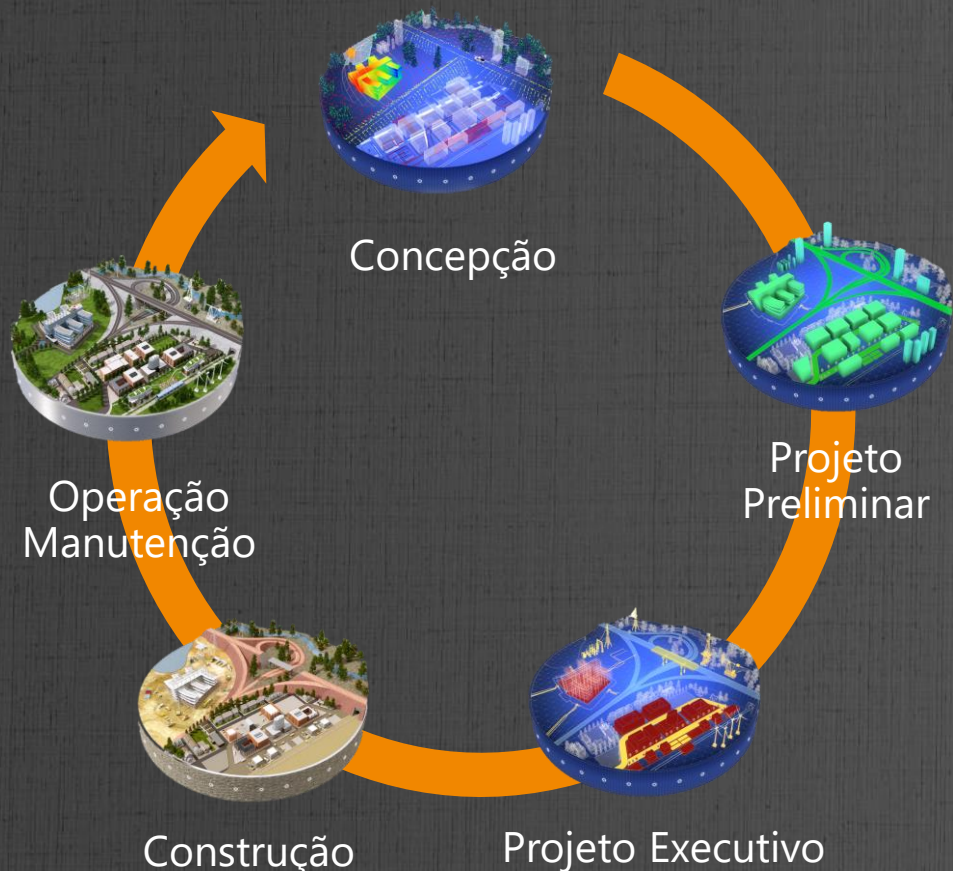 Concepção
Projeto
Preliminar
Projeto Executivo
Construção
Operação
Manutenção